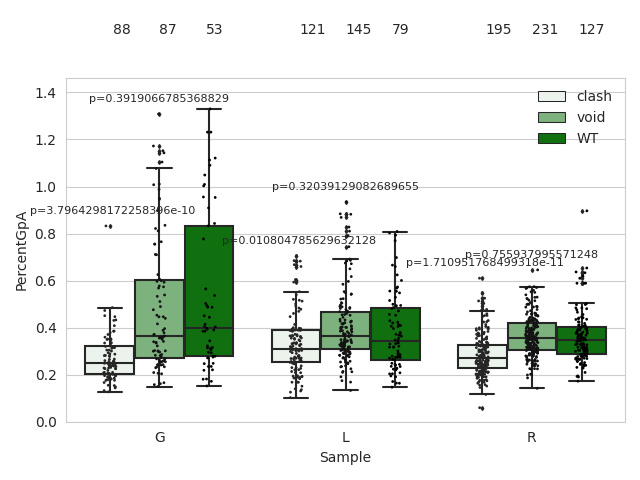 88 87 53 121 145 79 195 231 127
1.4
1.2
1.0
0.8
0.6
0.4
0.2
0.0
PercentGpA
p=0.3919066785368829
p=3.7964298172258396e-10
p=0.32039129082689655
p=0.010804785629632128
p=0.755937995571248
p=1.710951768499318e-11
clash
void
WT
G L R
Sample